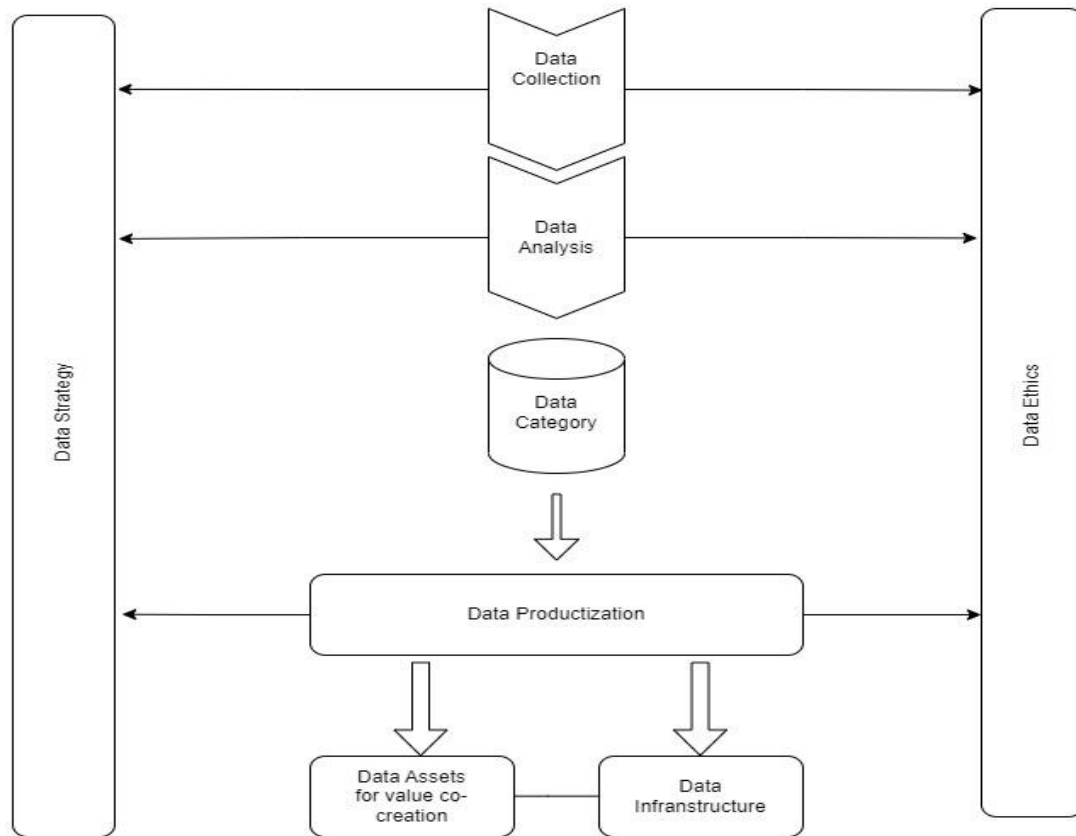 Data
Collection
Data
Analysis
Data
Category
Data Strategy
Data Ethics
Data Productization
Data Assets
for value co-
creation
Data
Infranstructure